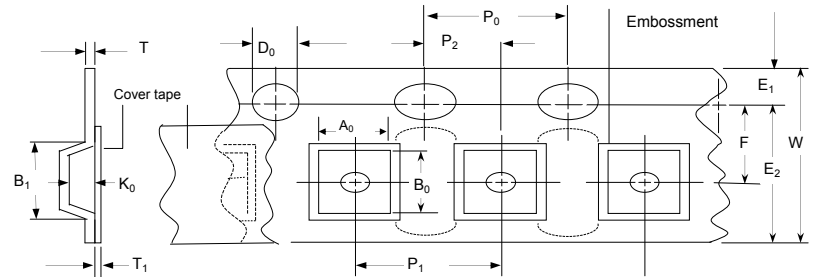 P0
Embossment
T
D0
P2
E1
Cover tape
A0
F
W
B1
K0
B0
E2
T1
P1